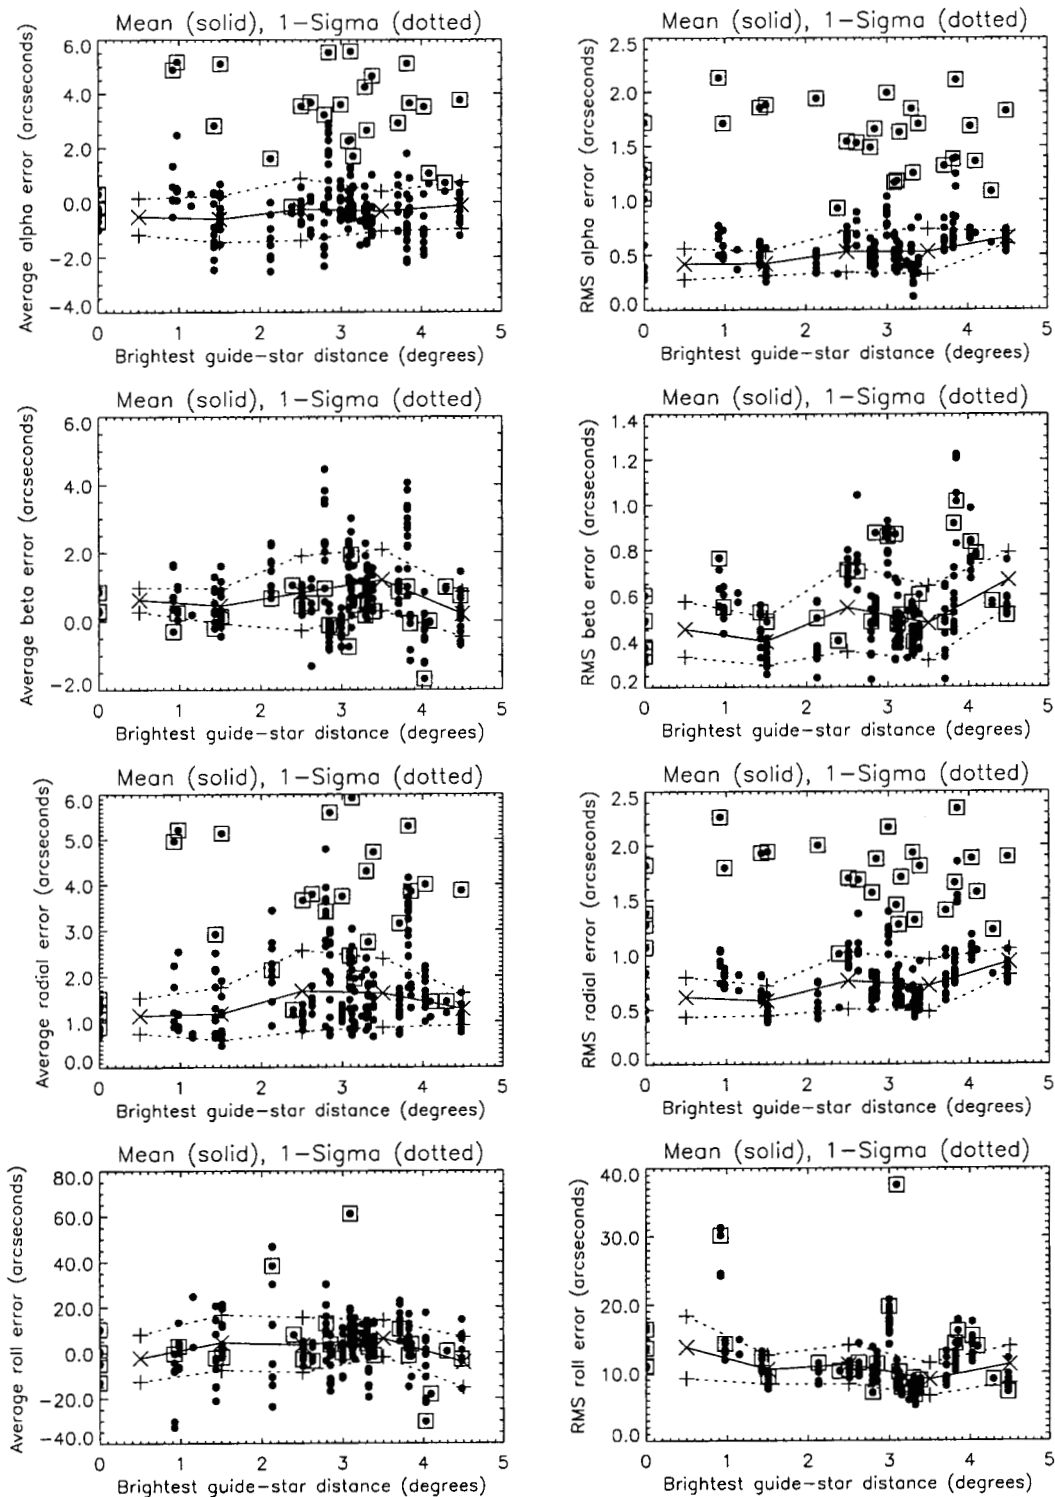 Mean (solid), 1-Sigma (dotted)
Average alpha error (arcseconds)
6.0
4.0
2.0
0.0
-2.0
-4.0
0 1 2 3 4 5
Brightest guide-star distance (degrees)
Mean (solid), 1-Sigma (dotted)
RMS alpha error (arcseconds)
2.5
2.0
1.5
1.0
0.5
0.0
0 1 2 3 4 5
Brightest guide-star distance (degrees)
Mean (solid), 1-Sigma (dotted)
Average beta error (arcseconds)
6.0
4.0
2.0
0.0
-2.0
0 1 2 3 4 5
Brightest guide-star distance (degrees)
Mean (solid), 1-Sigma (dotted)
RMS beta error (arcseconds)
1.4
1.2
1.0
0.8
0.6
0.4
0.2
0 1 2 3 4 5
Brightest guide-star distance (degrees)
Mean (solid), 1-Sigma (dotted)
Average radial error (arcseconds)
6.0
5.0
4.0
3.0
2.0
1.0
0.0
0 1 2 3 4 5
Brightest guide-star distance (degrees)
Mean (solid), 1-Sigma (dotted)
RMS radial error (arcseconds)
2.5
2.0
1.5
1.0
0.5
0.0
0 1 2 3 4 5
Brightest guide-star distance (degrees)
Mean (solid), 1-Sigma (dotted)
Average roll error (arcseconds)
80.0
60.0
40.0
20.0
0.0
-20.0
-40.0
0 1 2 3 4 5
Brightest guide-star distance (degrees)
Mean (solid), 1-Sigma (dotted)
RMS roll error (arcseconds)
40.0
30.0
20.0
10.0
0.0
0 1 2 3 4 5
Brightest guide-star distance (degrees)